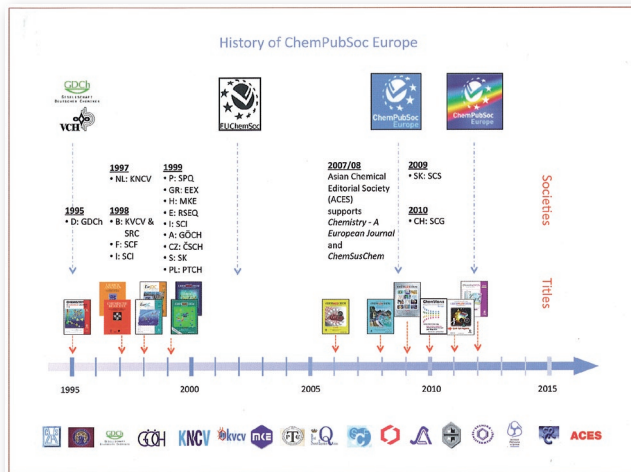 History of ChemPubSoc Europe
GDCh
GESELLSCHAFT
DEUTSCHER CHEMIKER
VCH
EUChemSoc
ChemPubSoc
Europe
ChemPubSoc
Europe
1995
• D: GDCh
1997
• NL: KNCV
1998
• B: KVCV &
SRC
• F: SCF
• I: SCI
1999
• P: SPQ
• GR: EEX
• H: MKE
• E: RSEQ
• I: SCI
• A: GÖCH
• CZ: ČSCH
• S: SK
• PL: PTCH
2007/08
Asian Chemical
Editorial Society
(ACES)
supports
Chemistry - A
European Journal
and
ChemSusChem
2009
• SK: SCS
2010
• CH: SCG
Societies
Titles
1995
2000
2005
2010
2015
GÖCH
KNCV
kvcv
MKE
ACES